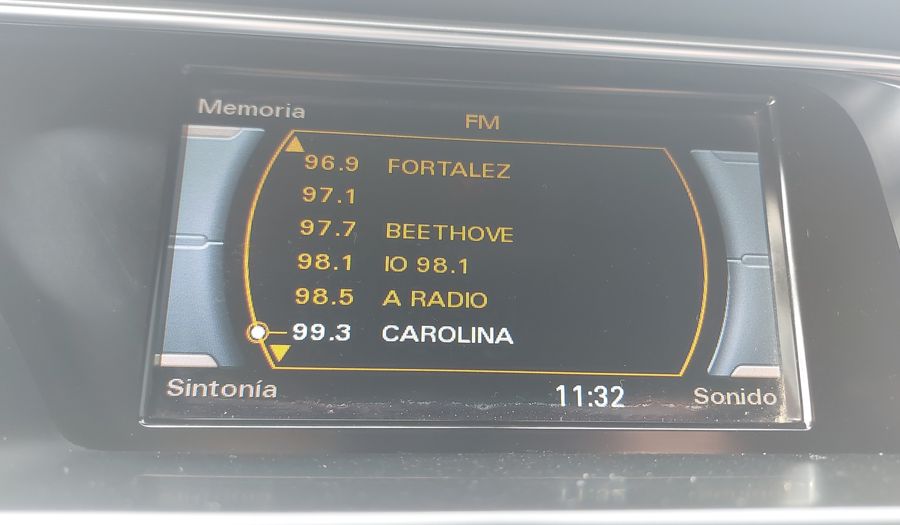 Memoria
FM
96.9 FORTALEZ
97.1
97.7 BEETHOVE
98.1 IO 98.1
98.5 A RADIO
99.3 CAROLINA
Sintonía 11:32 Sonido